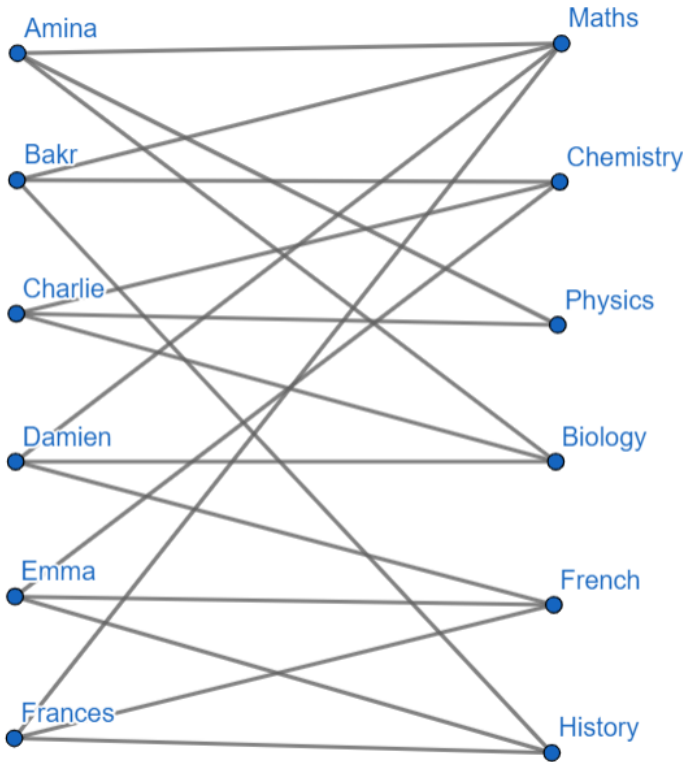 Amina
Maths
Bakr
Chemistry
Charlie
Physics
Damien
Biology
Emma
French
Frances
History